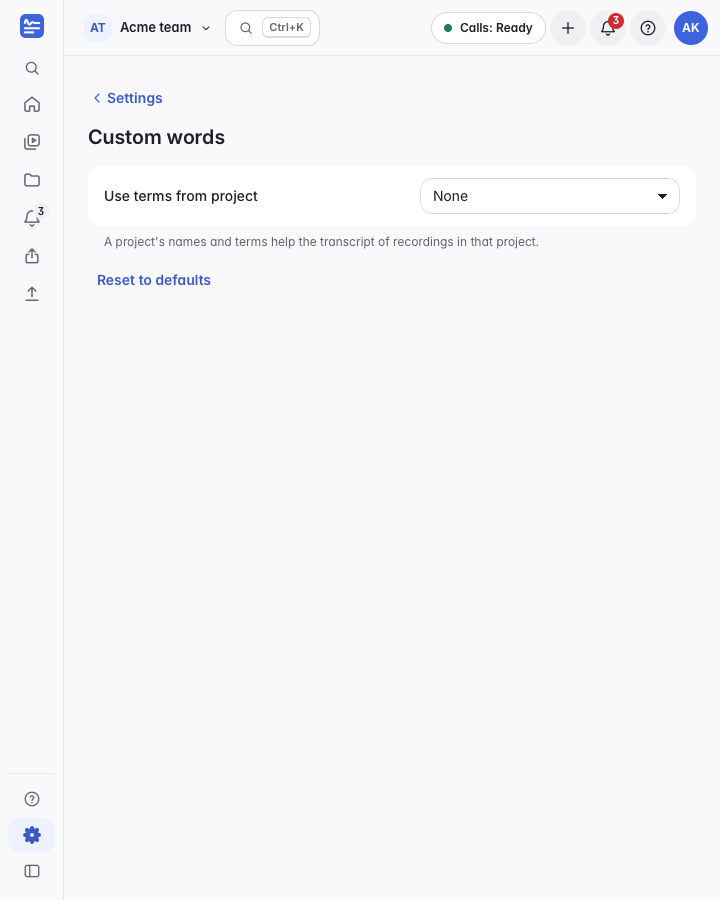 AT Acme team Ctrl+K Calls: Ready 3 AK
3
Settings
Custom words
Use terms from project None
A project's names and terms help the transcript of recordings in that project.
Reset to defaults